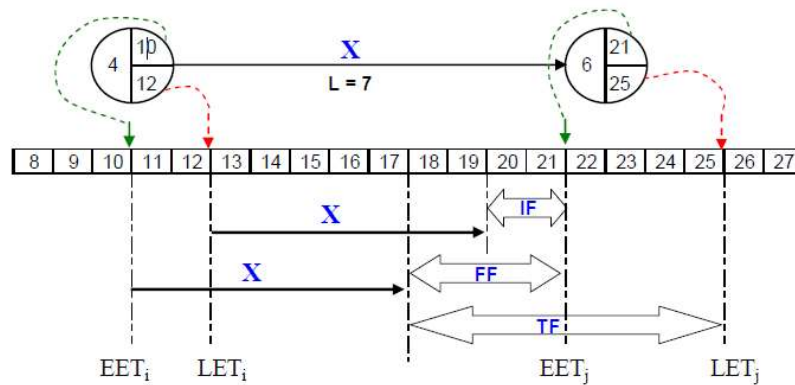 10 21
4 X 6
12 L = 7 25
8 9 10 11 12 13 14 15 16 17 18 19 20 21 22 23 24 25 26 27
X IF
X FF
TF
EETi LETi EETj LETj